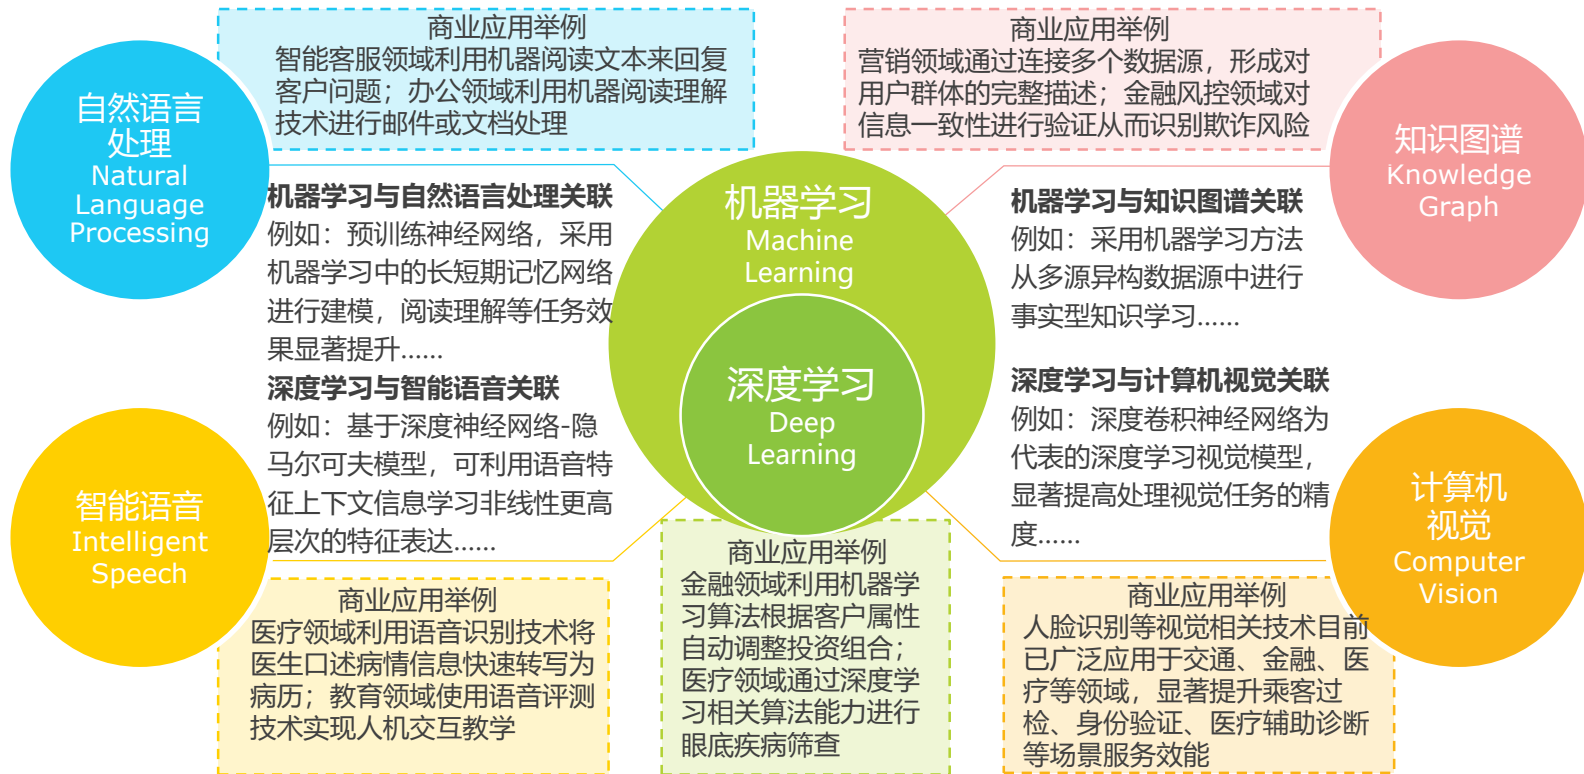 商业应用举例
智能客服领域利用机器阅读文本来回复
客户问题；办公领域利用机器阅读理解
技术进行邮件或文档处理
商业应用举例
营销领域通过连接多个数据源，形成对
用户群体的完整描述；金融风控领域对
信息一致性进行验证从而识别欺诈风险
自然语言
处理
Natural
Language
Processing
知识图谱
Knowledge
Graph
机器学习与自然语言处理关联
例如：预训练神经网络，采用
机器学习中的长短期记忆网络
进行建模，阅读理解等任务效
果显著提升......
机器学习
Machine
Learning
机器学习与知识图谱关联
例如：采用机器学习方法
从多源异构数据源中进行
事实型知识学习......
深度学习与智能语音关联
例如：基于深度神经网络-隐
马尔可夫模型，可利用语音特
征上下文信息学习非线性更高
层次的特征表达......
深度学习
Deep
Learning
深度学习与计算机视觉关联
例如：深度卷积神经网络为
代表的深度学习视觉模型，
显著提高处理视觉任务的精
度......
智能语音
Intelligent
Speech
计算机
视觉
Computer
Vision
商业应用举例
医疗领域利用语音识别技术将
医生口述病情信息快速转写为
病历；教育领域使用语音评测
技术实现人机交互教学
商业应用举例
金融领域利用机器学
习算法根据客户属性
自动调整投资组合；
医疗领域通过深度学
习相关算法能力进行
眼底疾病筛查
商业应用举例
人脸识别等视觉相关技术目前
已广泛应用于交通、金融、医
疗等领域，显著提升乘客过
检、身份验证、医疗辅助诊断
等场景服务效能